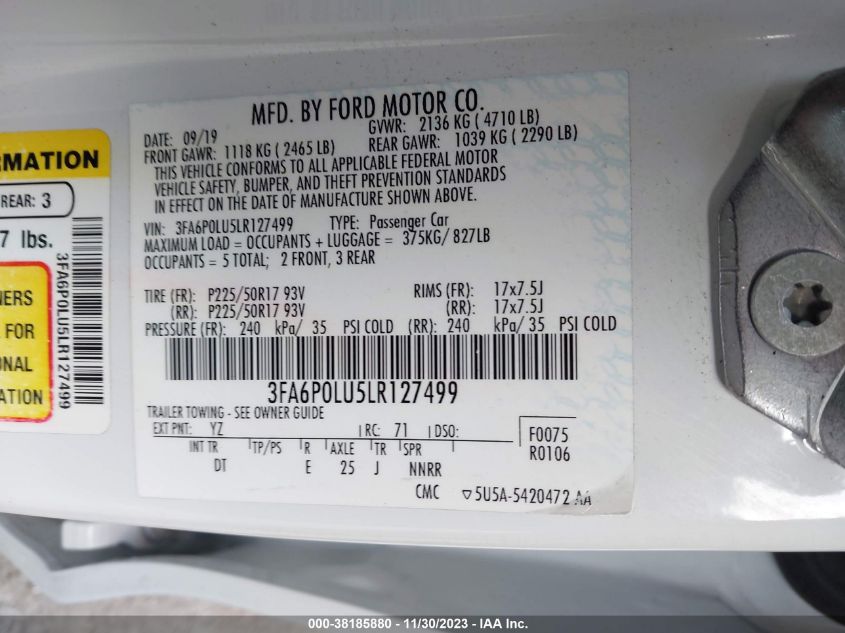 MFD. BY FORD MOTOR CO.
DATE: 09/19 GVWR: 2136 KG ( 4710 LB)
FRONT GAWR: 1118 KG ( 2465 LB) REAR GAWR: 1039 KG ( 2290 LB)
THIS VEHICLE CONFORMS TO ALL APPLICABLE FEDERAL MOTOR
VEHICLE SAFETY, BUMPER, AND THEFT PREVENTION STANDARDS
IN EFFECT ON THE DATE OF MANUFACTURE SHOWN ABOVE.
VIN: 3FA6P0LU5LR127499 TYPE: Passenger Car
MAXIMUM LOAD = OCCUPANTS + LUGGAGE = 375KG/ 827LB
OCCUPANTS = 5 TOTAL; 2 FRONT, 3 REAR
TIRE (FR): P225/50R17 93V RIMS (FR): 17x7.5J
(RR): P225/50R17 93V (RR): 17x7.5J
PRESSURE (FR): 240 kPa/ 35 PSI COLD (RR): 240 kPa/ 35 PSI COLD
3FA6P0LU5LR127499
TRAILER TOWING - SEE OWNER GUIDE
EXT PNT: YZ RC: 71 DSO: F0075
R0106
INT TR TP/PS R AXLE TR SPR
DT E 25 J NNRR
CMC 5U5A-5420472 AA
RMATION
REAR: 3
7 lbs.
NERS
FOR
ONAL
ATION
3FA6P0LU5LR127499
000-38185880 - 11/30/2023 - IAA Inc.